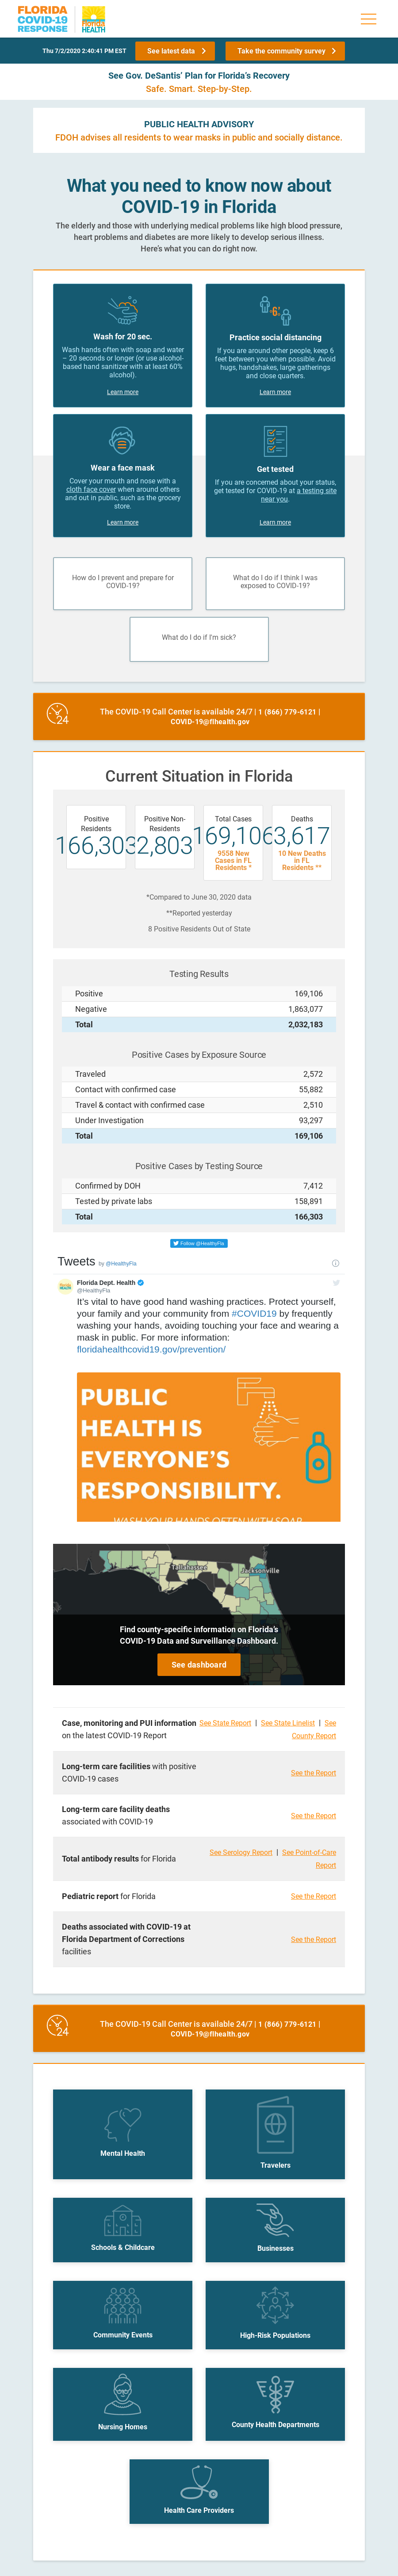 FLORIDA
COVID-19
RESPONSE
Florida
HEALTH
Thu 7/2/2020 2:40:41 PM EST
See latest data
Take the community survey
See Gov. DeSantis' Plan for Florida's Recovery
Safe. Smart. Step-by-Step.
PUBLIC HEALTH ADVISORY
FDOH advises all residents to wear masks in public and socially distance.
What you need to know now about
COVID-19 in Florida
The elderly and those with underlying medical problems like high blood pressure,
heart problems and diabetes are more likely to develop serious illness.
Here's what you can do right now.
Wash for 20 sec.
Wash hands often with soap and water
– 20 seconds or longer (or use alcohol-
based hand sanitizer with at least 60%
alcohol).
Learn more
Practice social distancing
If you are around other people, keep 6
feet between you when possible. Avoid
hugs, handshakes, large gatherings
and close quarters.
Learn more
Wear a face mask
Cover your mouth and nose with a
cloth face cover when around others
and out in public, such as the grocery
store.
Learn more
Get tested
If you are concerned about your status,
get tested for COVID-19 at a testing site
near you.
Learn more
How do I prevent and prepare for
COVID-19?
What do I do if I think I was
exposed to COVID-19?
What do I do if I'm sick?
24
The COVID-19 Call Center is available 24/7 | 1 (866) 779-6121 |
COVID-19@flhealth.gov
Current Situation in Florida
Positive
Residents
166,303
Positive Non-
Residents
2,803
Total Cases
169,106
9558 New
Cases in FL
Residents *
Deaths
3,617
10 New Deaths
in FL
Residents **
*Compared to June 30, 2020 data
**Reported yesterday
8 Positive Residents Out of State
Testing Results
Positive 169,106
Negative 1,863,077
Total 2,032,183
Positive Cases by Exposure Source
Traveled 2,572
Contact with confirmed case 55,882
Travel & contact with confirmed case 2,510
Under Investigation 93,297
Total 169,106
Positive Cases by Testing Source
Confirmed by DOH 7,412
Tested by private labs 158,891
Total 166,303
Follow @HealthyFla
Tweets by @HealthyFla
Florida Dept. Health
@HealthyFla
It's vital to have good hand washing practices. Protect yourself,
your family and your community from #COVID19 by frequently
washing your hands, avoiding touching your face and wearing a
mask in public. For more information:
floridahealthcovid19.gov/prevention/
PUBLIC
HEALTH IS
EVERYONE'S
RESPONSIBILITY.
WASH YOUR HANDS OFTEN WITH SOAP
Tallahassee
Jacksonville
Find county-specific information on Florida's
COVID-19 Data and Surveillance Dashboard.
See dashboard
Case, monitoring and PUI information
on the latest COVID-19 Report
See State Report | See State Linelist | See
County Report
Long-term care facilities with positive
COVID-19 cases
See the Report
Long-term care facility deaths
associated with COVID-19
See the Report
Total antibody results for Florida
See Serology Report | See Point-of-Care
Report
Pediatric report for Florida
See the Report
Deaths associated with COVID-19 at
Florida Department of Corrections
facilities
See the Report
24
The COVID-19 Call Center is available 24/7 | 1 (866) 779-6121 |
COVID-19@flhealth.gov
Mental Health
Travelers
Schools & Childcare
Businesses
Community Events
High-Risk Populations
Nursing Homes
County Health Departments
Health Care Providers